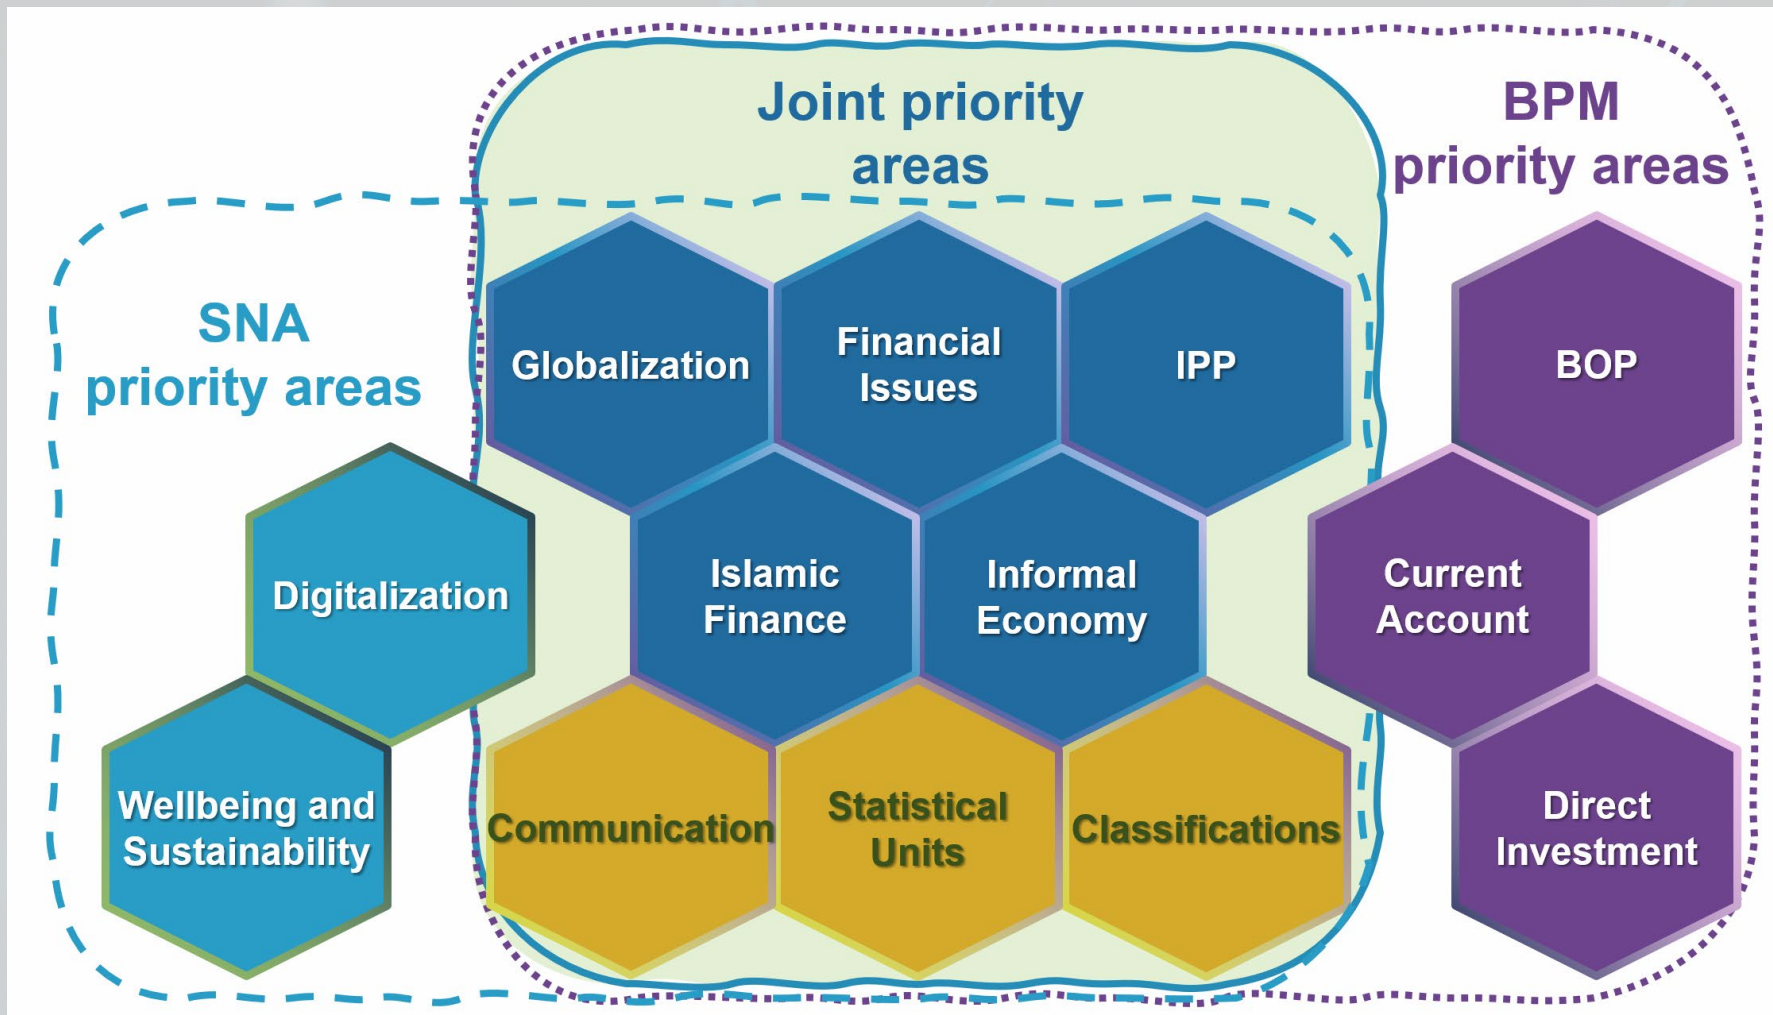 Joint priority
areas
BPM
priority areas
SNA
priority areas
Globalization
Financial
Issues
IPP
BOP
Digitalization
Islamic
Finance
Informal
Economy
Current
Account
Wellbeing and
Sustainability
Communication
Statistical
Units
Classifications
Direct
Investment